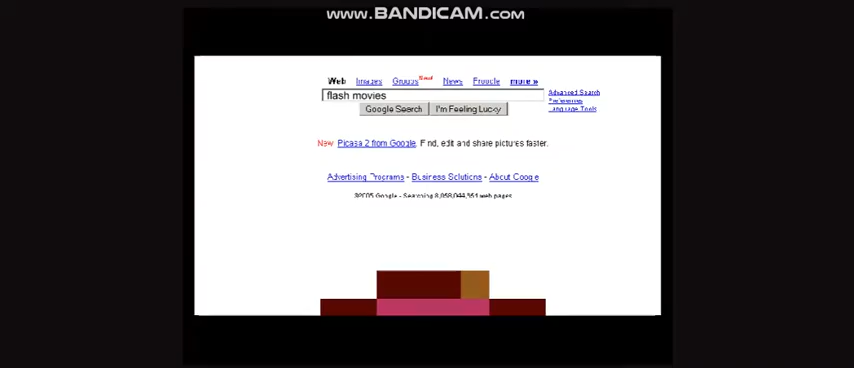 www.BANDICAM.com
Web Images Groups New! News Froogle more »
flash movies
Advanced Search
Preferences
Language Tools
Google Search I'm Feeling Lucky
New Picasa 2 from Google. Find, edit and share pictures faster.
Advertising Programs - Business Solutions - About Google
©2005 Google - Searching web pages